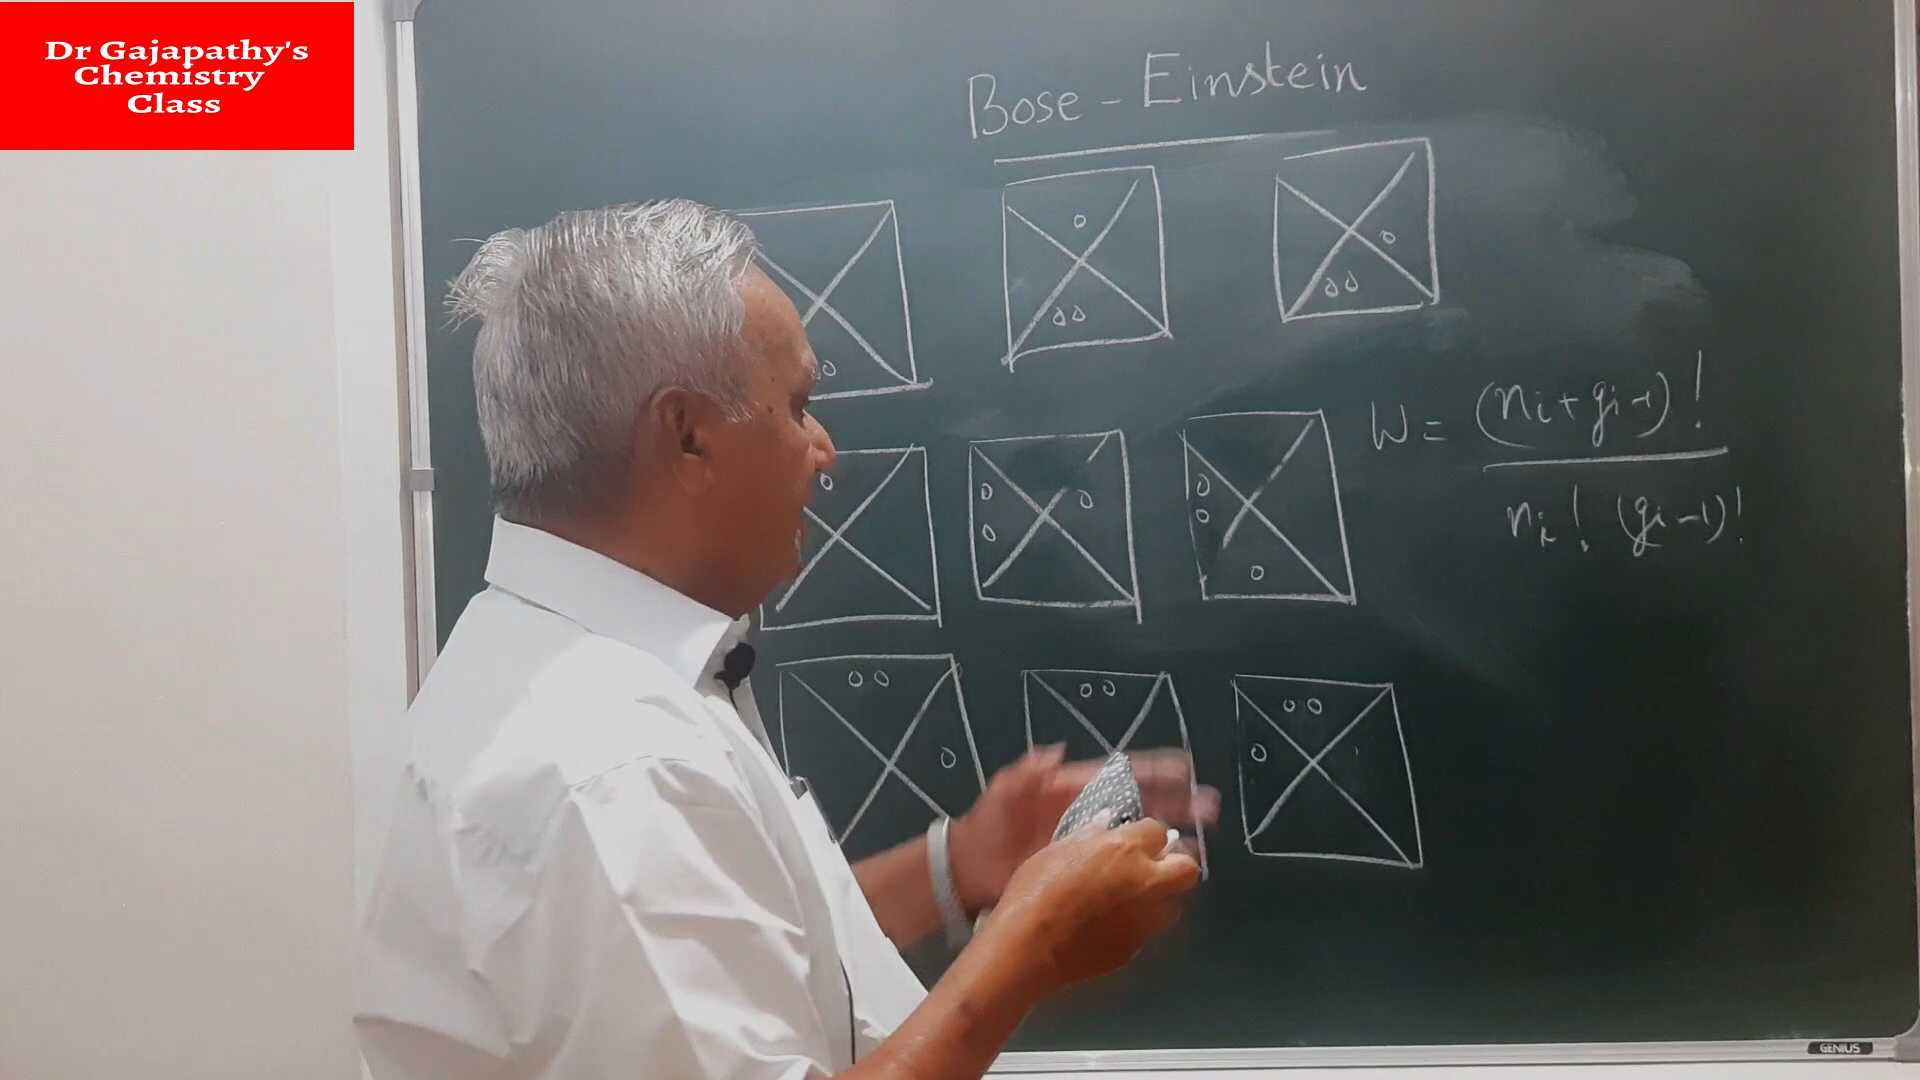 Dr Gajapathy's
Chemistry
Class
Bose - Einstein
W = (ni + gi - 1)!
ni! (gi - 1)!
GENIUS